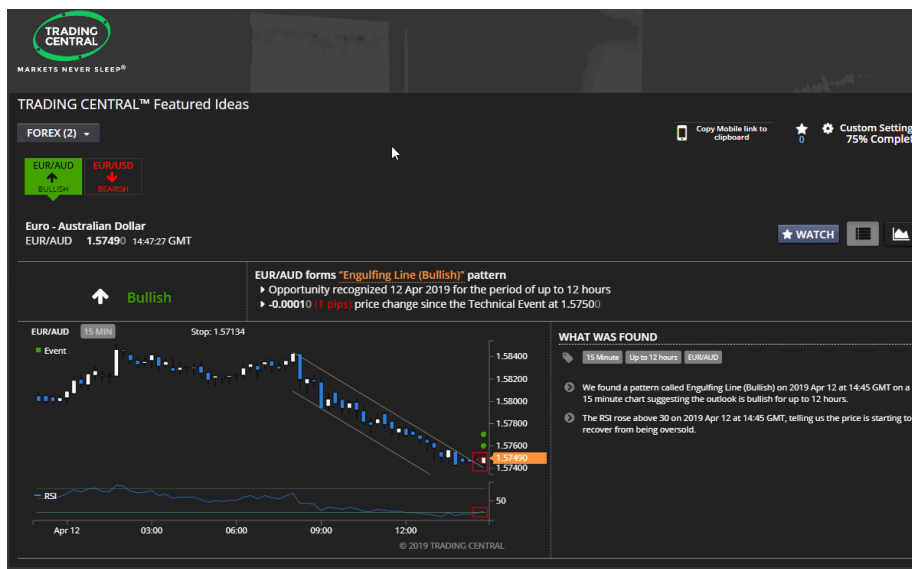 TRADING
CENTRAL
MARKETS NEVER SLEEP®
TRADING CENTRAL™ Featured Ideas
FOREX (2)
Copy Mobile link to
clipboard
0
Custom Setting
75% Complet
EUR/AUD
BULLISH
EUR/USD
BEARISH
Euro - Australian Dollar
EUR/AUD 1.57490 14:47:27 GMT
WATCH
Bullish
EUR/AUD forms "Engulfing Line (Bullish)" pattern
Opportunity recognized 12 Apr 2019 for the period of up to 12 hours
-0.00010 (1 pips) price change since the Technical Event at 1.57500
EUR/AUD 15 MIN Stop: 1.57134
Event
1.58400
1.58200
1.58000
1.57800
1.57600
1.57490
1.57400
RSI
50
Apr 12 03:00 06:00 09:00 12:00
© 2019 TRADING CENTRAL
WHAT WAS FOUND
15 Minute Up to 12 hours EUR/AUD
We found a pattern called Engulfing Line (Bullish) on 2019 Apr 12 at 14:45 GMT on a
15 minute chart suggesting the outlook is bullish for up to 12 hours.
The RSI rose above 30 on 2019 Apr 12 at 14:45 GMT, telling us the price is starting to
recover from being oversold.